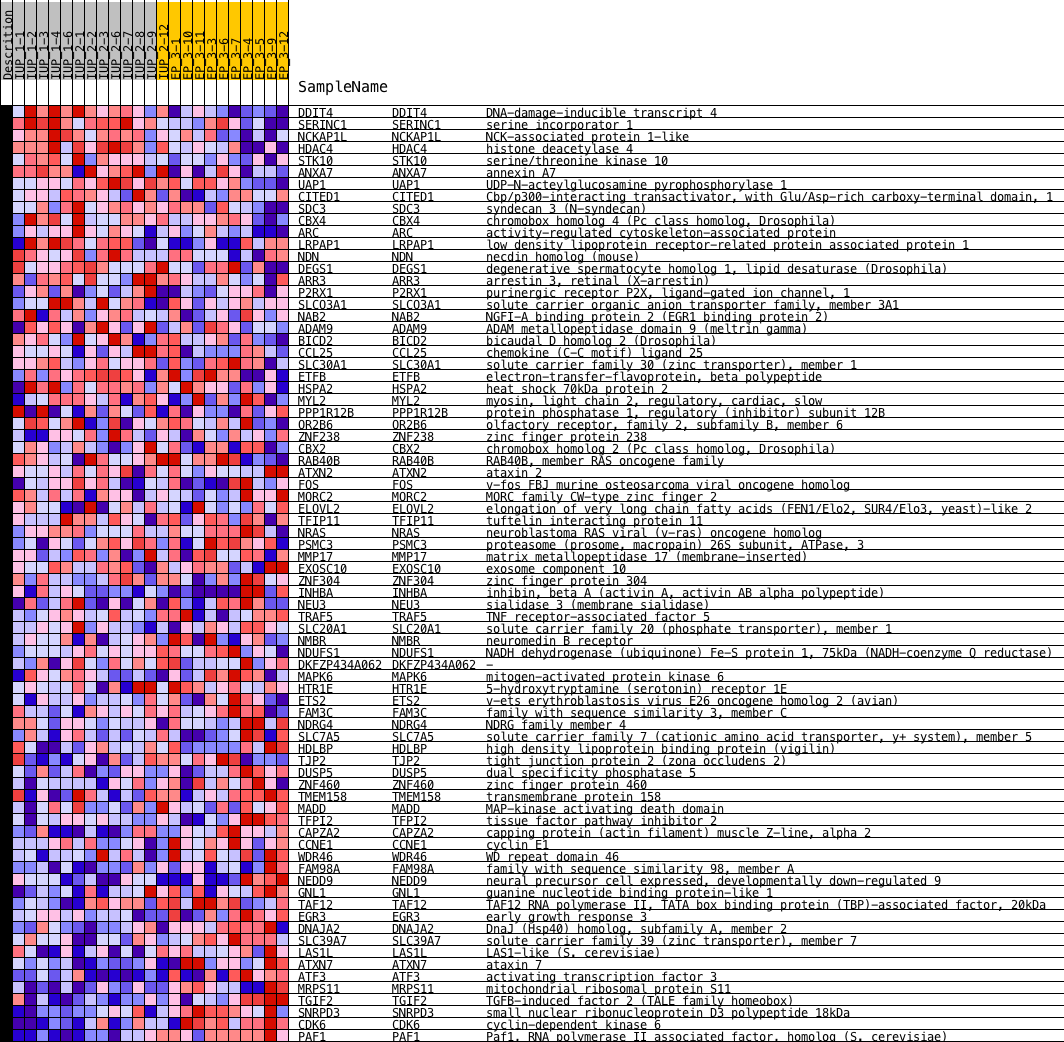 Descrition
IUP_1-1
IUP_1-2
IUP_1-3
IUP_1-4
IUP_1-6
IUP_2-1
IUP_2-2
IUP_2-3
IUP_2-6
IUP_2-7
IUP_2-8
IUP_2-9
IUP_2-12
EP_3-1
EP_3-10
EP_3-11
EP_3-3
EP_3-6
EP_3-7
EP_3-4
EP_3-5
EP_3-9
EP_3-12
SampleName
DDIT4 DDIT4 DNA-damage-inducible transcript 4
SERINC1 SERINC1 serine incorporator 1
NCKAP1L NCKAP1L NCK-associated protein 1-like
HDAC4 HDAC4 histone deacetylase 4
STK10 STK10 serine/threonine kinase 10
ANXA7 ANXA7 annexin A7
UAP1 UAP1 UDP-N-acteylglucosamine pyrophosphorylase 1
CITED1 CITED1 Cbp/p300-interacting transactivator, with Glu/Asp-rich carboxy-terminal domain, 1
SDC3 SDC3 syndecan 3 (N-syndecan)
CBX4 CBX4 chromobox homolog 4 (Pc class homolog, Drosophila)
ARC ARC activity-regulated cytoskeleton-associated protein
LRPAP1 LRPAP1 low density lipoprotein receptor-related protein associated protein 1
NDN NDN necdin homolog (mouse)
DEGS1 DEGS1 degenerative spermatocyte homolog 1, lipid desaturase (Drosophila)
ARR3 ARR3 arrestin 3, retinal (X-arrestin)
P2RX1 P2RX1 purinergic receptor P2X, ligand-gated ion channel, 1
SLCO3A1 SLCO3A1 solute carrier organic anion transporter family, member 3A1
NAB2 NAB2 NGFI-A binding protein 2 (EGR1 binding protein 2)
ADAM9 ADAM9 ADAM metallopeptidase domain 9 (meltrin gamma)
BICD2 BICD2 bicaudal D homolog 2 (Drosophila)
CCL25 CCL25 chemokine (C-C motif) ligand 25
SLC30A1 SLC30A1 solute carrier family 30 (zinc transporter), member 1
ETFB ETFB electron-transfer-flavoprotein, beta polypeptide
HSPA2 HSPA2 heat shock 70kDa protein 2
MYL2 MYL2 myosin, light chain 2, regulatory, cardiac, slow
PPP1R12B PPP1R12B protein phosphatase 1, regulatory (inhibitor) subunit 12B
OR2B6 OR2B6 olfactory receptor, family 2, subfamily B, member 6
ZNF238 ZNF238 zinc finger protein 238
CBX2 CBX2 chromobox homolog 2 (Pc class homolog, Drosophila)
RAB40B RAB40B RAB40B, member RAS oncogene family
ATXN2 ATXN2 ataxin 2
FOS FOS v-fos FBJ murine osteosarcoma viral oncogene homolog
MORC2 MORC2 MORC family CW-type zinc finger 2
ELOVL2 ELOVL2 elongation of very long chain fatty acids (FEN1/Elo2, SUR4/Elo3, yeast)-like 2
TFIP11 TFIP11 tuftelin interacting protein 11
NRAS NRAS neuroblastoma RAS viral (v-ras) oncogene homolog
PSMC3 PSMC3 proteasome (prosome, macropain) 26S subunit, ATPase, 3
MMP17 MMP17 matrix metallopeptidase 17 (membrane-inserted)
EXOSC10 EXOSC10 exosome component 10
ZNF304 ZNF304 zinc finger protein 304
INHBA INHBA inhibin, beta A (activin A, activin AB alpha polypeptide)
NEU3 NEU3 sialidase 3 (membrane sialidase)
TRAF5 TRAF5 TNF receptor-associated factor 5
SLC20A1 SLC20A1 solute carrier family 20 (phosphate transporter), member 1
NMBR NMBR neuromedin B receptor
NDUFS1 NDUFS1 NADH dehydrogenase (ubiquinone) Fe-S protein 1, 75kDa (NADH-coenzyme Q reductase)
DKFZP434A062 DKFZP434A062 -
MAPK6 MAPK6 mitogen-activated protein kinase 6
HTR1E HTR1E 5-hydroxytryptamine (serotonin) receptor 1E
ETS2 ETS2 v-ets erythroblastosis virus E26 oncogene homolog 2 (avian)
FAM3C FAM3C family with sequence similarity 3, member C
NDRG4 NDRG4 NDRG family member 4
SLC7A5 SLC7A5 solute carrier family 7 (cationic amino acid transporter, y+ system), member 5
HDLBP HDLBP high density lipoprotein binding protein (vigilin)
TJP2 TJP2 tight junction protein 2 (zona occludens 2)
DUSP5 DUSP5 dual specificity phosphatase 5
ZNF460 ZNF460 zinc finger protein 460
TMEM158 TMEM158 transmembrane protein 158
MADD MADD MAP-kinase activating death domain
TFPI2 TFPI2 tissue factor pathway inhibitor 2
CAPZA2 CAPZA2 capping protein (actin filament) muscle Z-line, alpha 2
CCNE1 CCNE1 cyclin E1
WDR46 WDR46 WD repeat domain 46
FAM98A FAM98A family with sequence similarity 98, member A
NEDD9 NEDD9 neural precursor cell expressed, developmentally down-regulated 9
GNL1 GNL1 guanine nucleotide binding protein-like 1
TAF12 TAF12 TAF12 RNA polymerase II, TATA box binding protein (TBP)-associated factor, 20kDa
EGR3 EGR3 early growth response 3
DNAJA2 DNAJA2 DnaJ (Hsp40) homolog, subfamily A, member 2
SLC39A7 SLC39A7 solute carrier family 39 (zinc transporter), member 7
LAS1L LAS1L LAS1-like (S. cerevisiae)
ATXN7 ATXN7 ataxin 7
ATF3 ATF3 activating transcription factor 3
MRPS11 MRPS11 mitochondrial ribosomal protein S11
TGIF2 TGIF2 TGFB-induced factor 2 (TALE family homeobox)
SNRPD3 SNRPD3 small nuclear ribonucleoprotein D3 polypeptide 18kDa
CDK6 CDK6 cyclin-dependent kinase 6
PAF1 PAF1 Paf1, RNA polymerase II associated factor, homolog (S. cerevisiae)